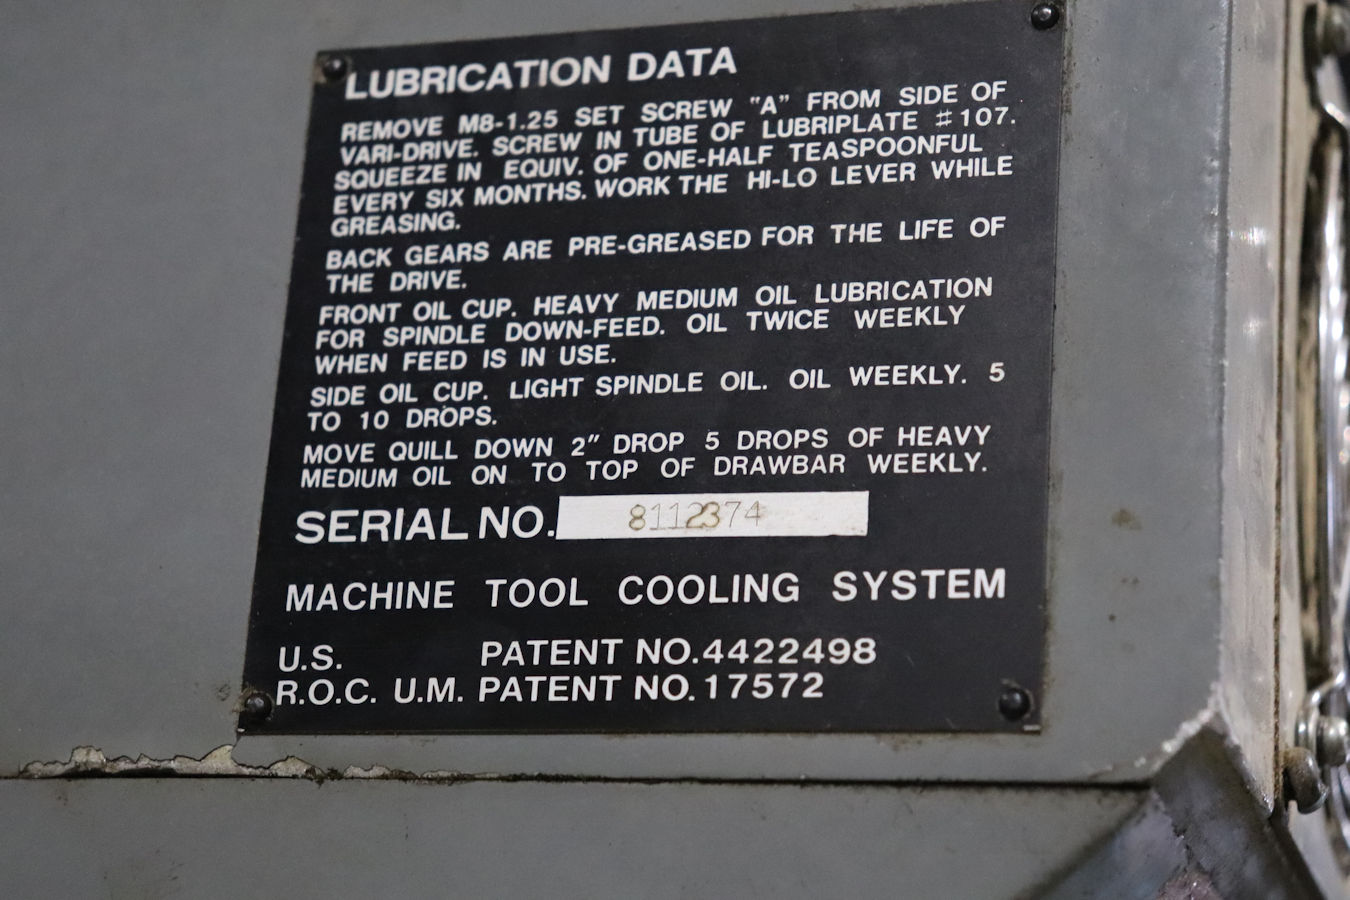 LUBRICATION DATA
REMOVE M8-1.25 SET SCREW "A" FROM SIDE OF
VARI-DRIVE. SCREW IN TUBE OF LUBRIPLATE #107.
SQUEEZE IN EQUIV. OF ONE-HALF TEASPOONFUL
EVERY SIX MONTHS. WORK THE HI-LO LEVER WHILE
GREASING.
BACK GEARS ARE PRE-GREASED FOR THE LIFE OF
THE DRIVE.
FRONT OIL CUP. HEAVY MEDIUM OIL LUBRICATION
FOR SPINDLE DOWN-FEED. OIL TWICE WEEKLY
WHEN FEED IS IN USE.
SIDE OIL CUP. LIGHT SPINDLE OIL. OIL WEEKLY. 5
TO 10 DROPS.
MOVE QUILL DOWN 2" DROP 5 DROPS OF HEAVY
MEDIUM OIL ON TO TOP OF DRAWBAR WEEKLY.
SERIAL NO. 8112374
MACHINE TOOL COOLING SYSTEM
U.S. PATENT NO.4422498
R.O.C. U.M. PATENT NO.17572